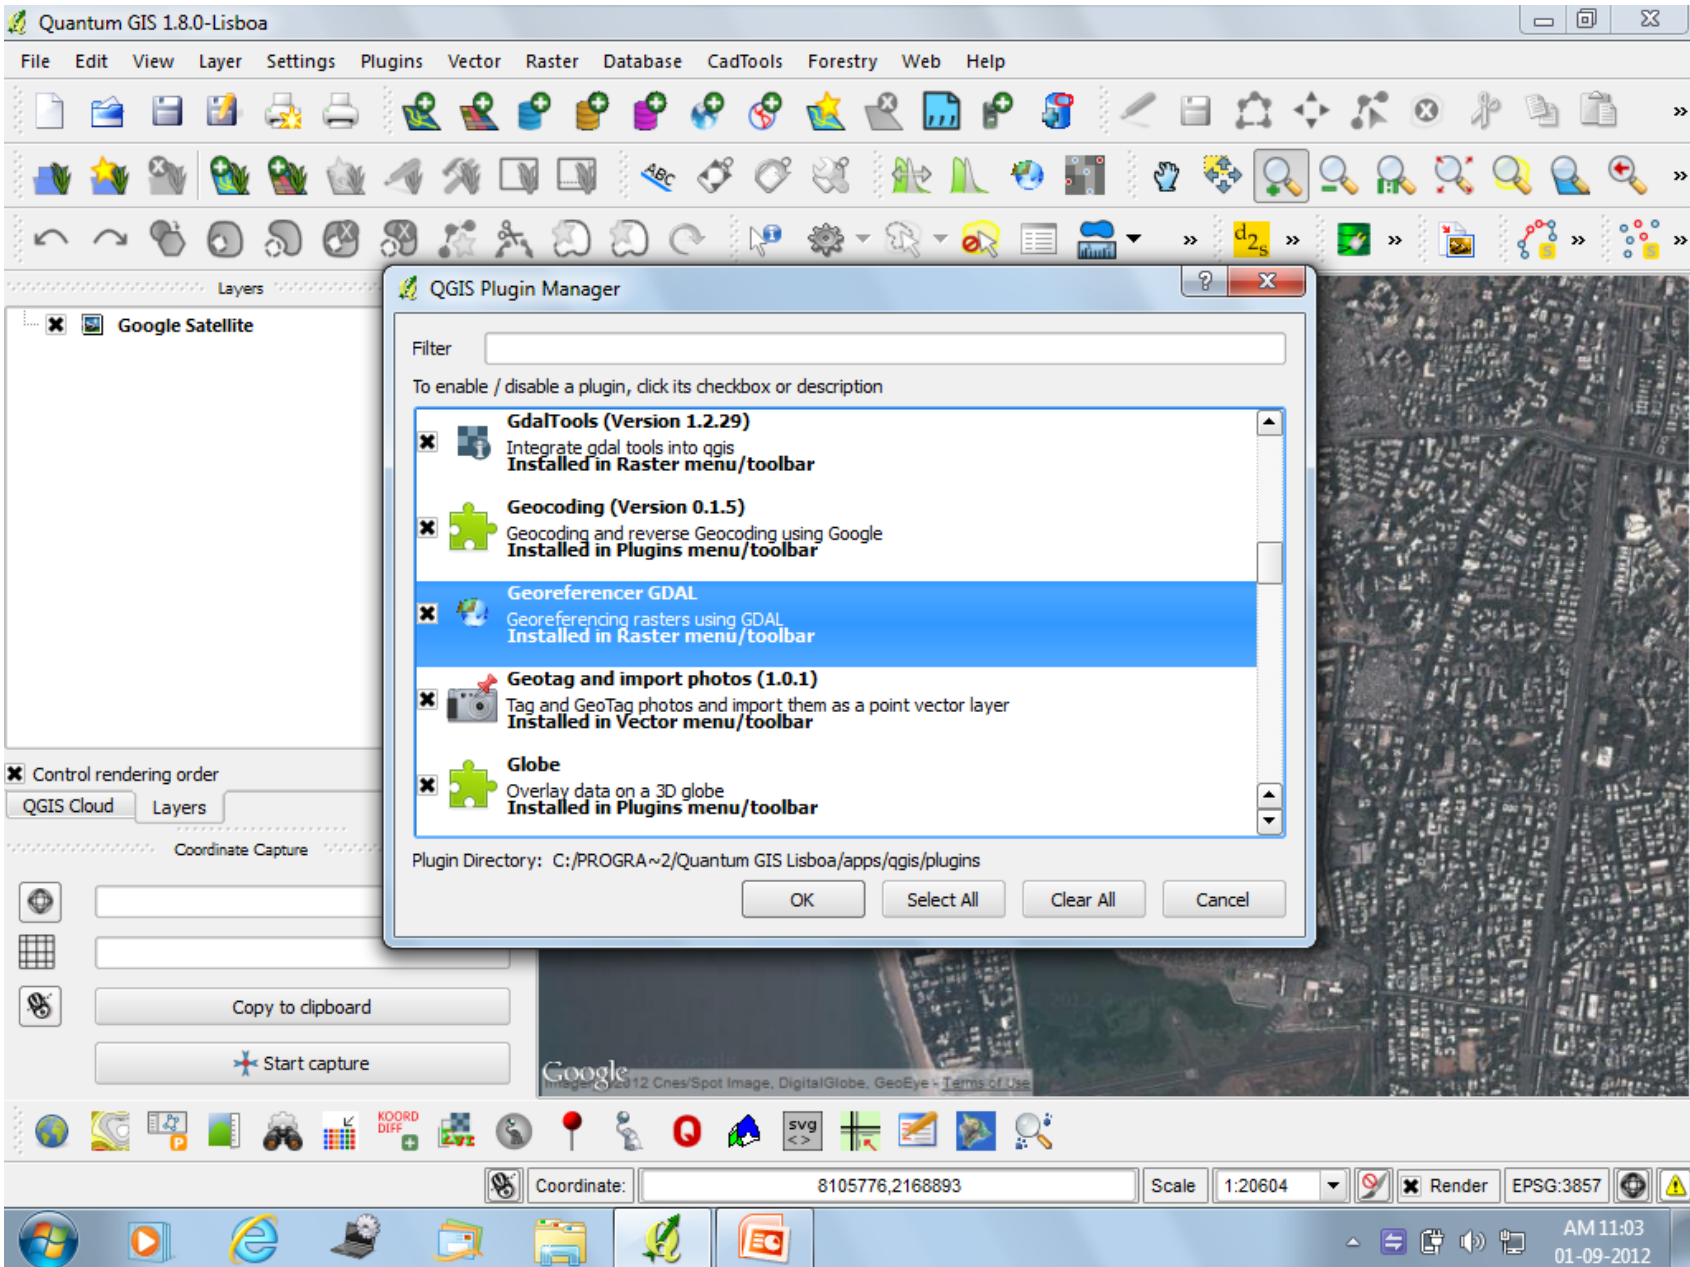 Quantum GIS 1.8.0-Lisboa
File Edit View Layer Settings Plugins Vector Raster Database CadTools Forestry Web Help
ABC
d2s
Layers
Google Satellite
QGIS Plugin Manager
Filter
To enable / disable a plugin, click its checkbox or description
GdalTools (Version 1.2.29)
Integrate gdal tools into qgis
Installed in Raster menu/toolbar
Geocoding (Version 0.1.5)
Geocoding and reverse Geocoding using Google
Installed in Plugins menu/toolbar
Georeferencer GDAL
Georeferencing rasters using GDAL
Installed in Raster menu/toolbar
Geotag and import photos (1.0.1)
Tag and GeoTag photos and import them as a point vector layer
Installed in Vector menu/toolbar
Globe
Overlay data on a 3D globe
Installed in Plugins menu/toolbar
Plugin Directory: C:/PROGRA~2/Quantum GIS Lisboa/apps/qgis/plugins
OK Select All Clear All Cancel
Control rendering order
QGIS Cloud Layers
Coordinate Capture
Copy to clipboard
Start capture
Google
2012 Cnes/Spot Image, DigitalGlobe, GeoEye - Terms of Use
KOORD
DIFF
svg
<>
Coordinate: 8105776,2168893 Scale 1:20604 Render EPSG:3857
AM 11:03
01-09-2012